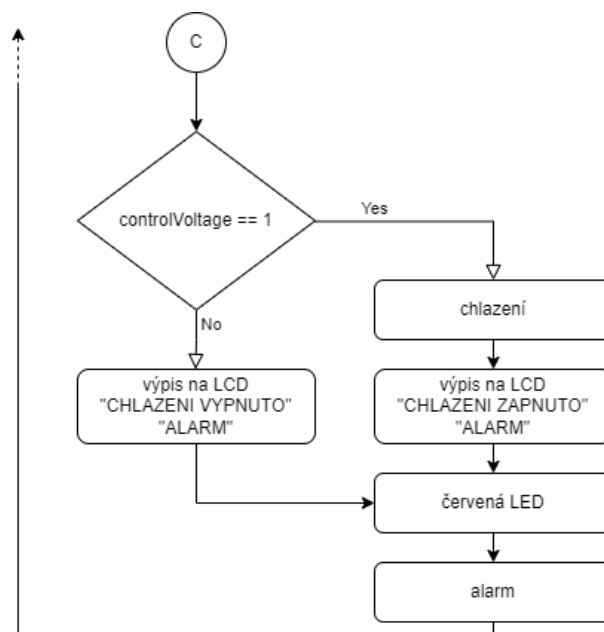 C
controlVoltage == 1
Yes
chlazení
No
výpis na LCD
"CHLAZENI VYPNUTO"
"ALARM"
výpis na LCD
"CHLAZENI ZAPNUTO"
"ALARM"
červená LED
alarm